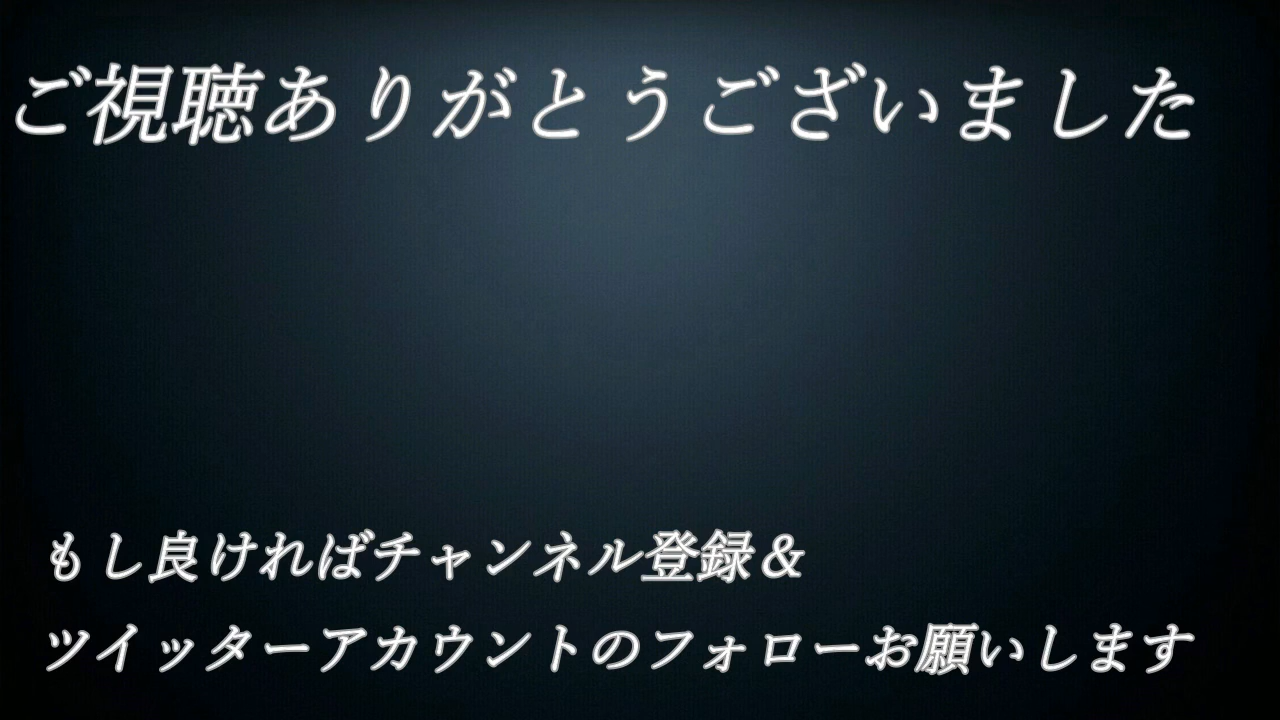 ご視聴ありがとうございました
もし良ければチャンネル登録＆
ツイッターアカウントのフォローお願いします